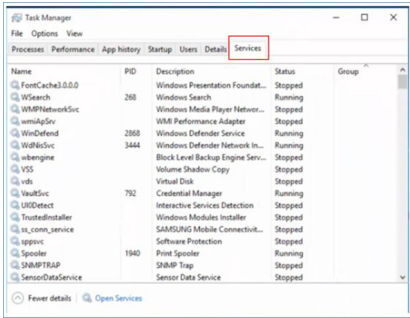 Task Manager
File Options View
Processes Performance App history Startup Users Details Services
Name PID Description Status Group
FontCache3.0.0.0 Windows Presentation Foundat... Stopped
WSearch 268 Windows Search Running
WMPNetworkSvc Windows Media Player Networ... Stopped
wmiApSrv WMI Performance Adapter Stopped
WinDefend 2868 Windows Defender Service Running
WdNisSvc 3444 Windows Defender Network In... Running
wbengine Block Level Backup Engine Serv... Stopped
VSS Volume Shadow Copy Stopped
vds Virtual Disk Stopped
VaultSvc 792 Credential Manager Running
UI0Detect Interactive Services Detection Stopped
TrustedInstaller Windows Modules Installer Stopped
ss_conn_service SAMSUNG Mobile Connectivit... Stopped
sppsvc Software Protection Stopped
Spooler 1940 Print Spooler Running
SNMPTRAP SNMP Trap Stopped
SensorDataService Sensor Data Service Stopped
Fewer details Open Services